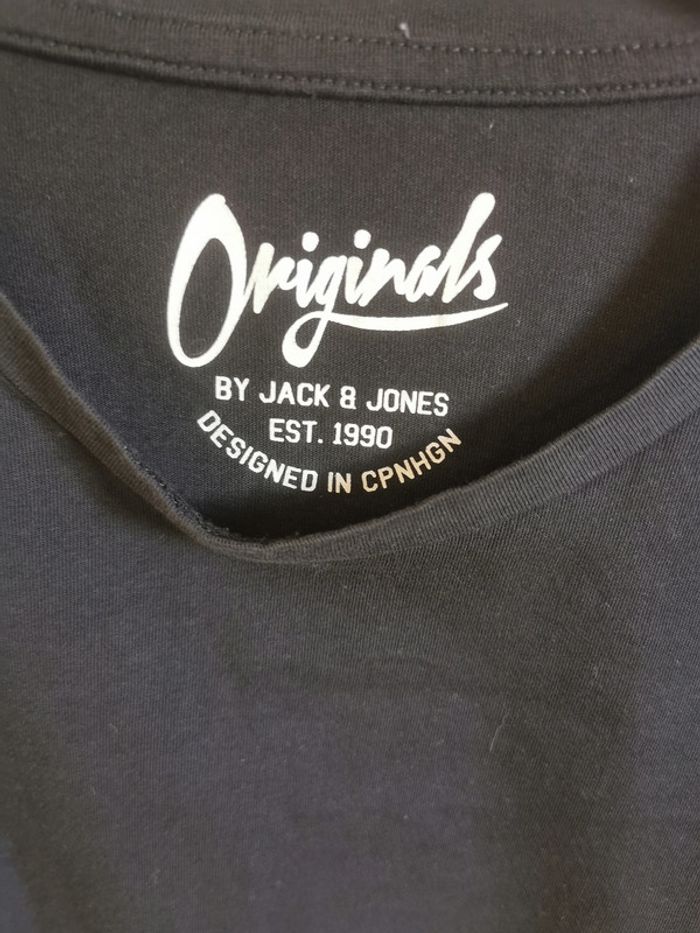 Originals
BY JACK & JONES
EST. 1990
DESIGNED IN CPNHGN